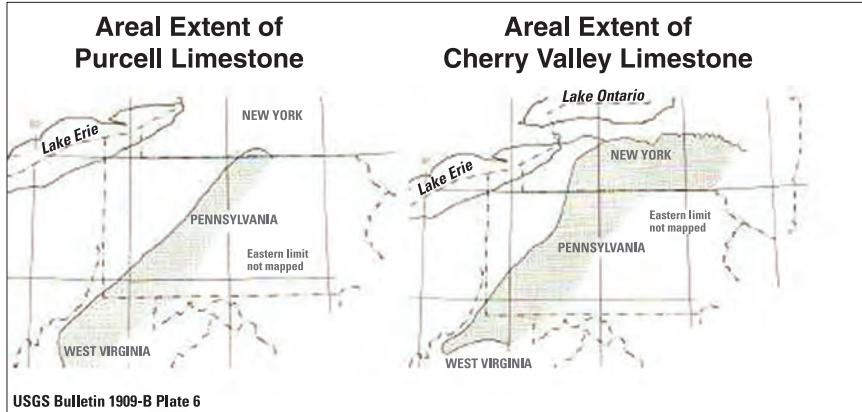 Areal Extent of
Purcell Limestone
Areal Extent of
Cherry Valley Limestone
NEW YORK
Lake Erie
PENNSYLVANIA
Eastern limit
not mapped
WEST VIRGINIA
Lake Ontario
NEW YORK
Lake Erie
Eastern limit
not mapped
PENNSYLVANIA
WEST VIRGINIA
USGS Bulletin 1909-B Plate 6